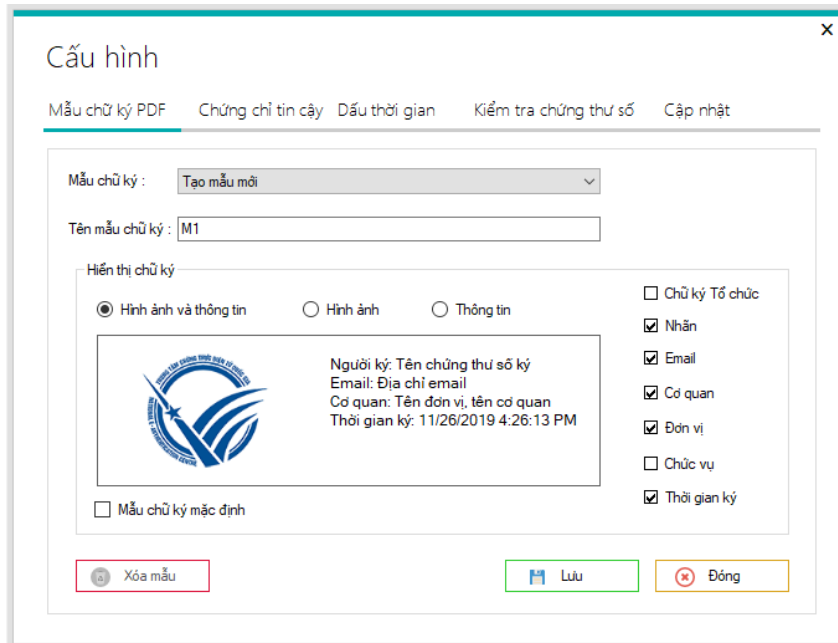 Cấu hình
Mẫu chữ ký PDF Chứng chỉ tin cậy Dấu thời gian Kiểm tra chứng thư số Cập nhật
Mẫu chữ ký : Tạo mẫu mới
Tên mẫu chữ ký : M1
Hiển thị chữ ký
Hình ảnh và thông tin Hình ảnh Thông tin
Người ký: Tên chứng thư số ký
Email: Địa chỉ email
Cơ quan: Tên đơn vị, tên cơ quan
Thời gian ký: 11/26/2019 4:26:13 PM
Chữ ký Tổ chức
Nhãn
Email
Cơ quan
Đơn vị
Chức vụ
Thời gian ký
Mẫu chữ ký mặc định
Xóa mẫu Lưu Đóng